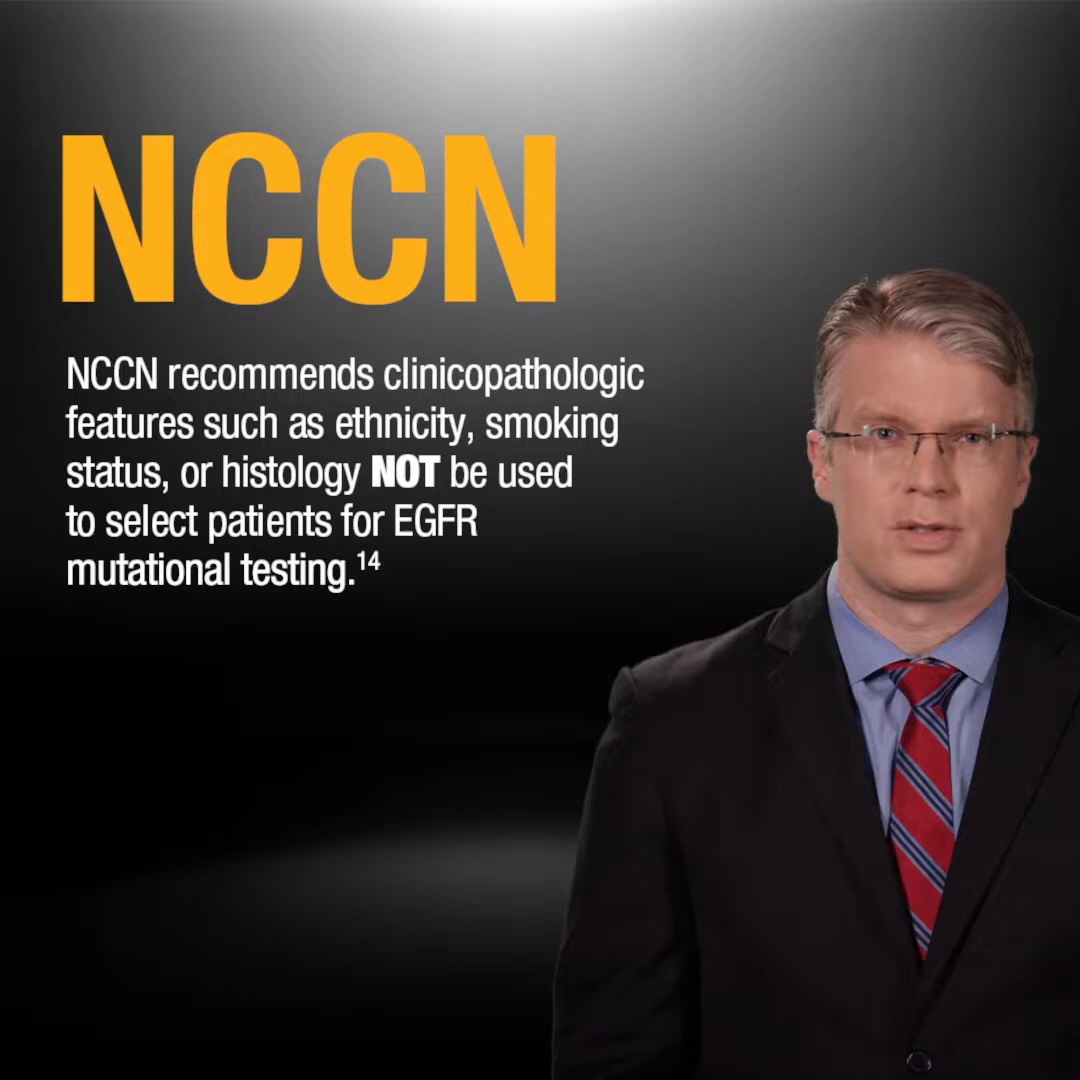 NCCN
NCCN recommends clinicopathologic
features such as ethnicity, smoking
status, or histology NOT be used
to select patients for EGFR
mutational testing.14